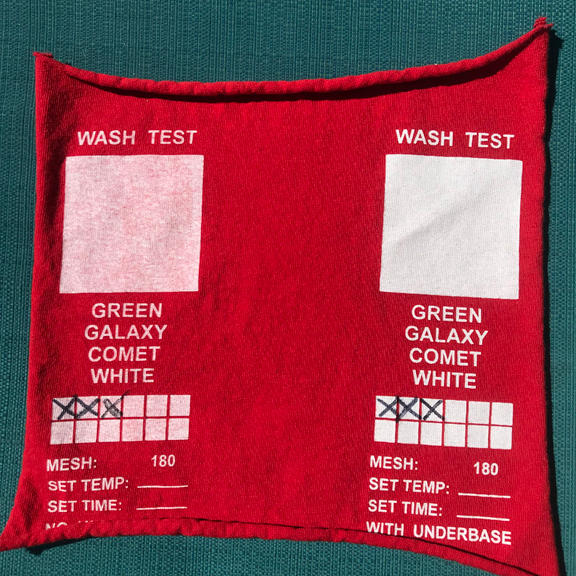 WASH TEST
GREEN
GALAXY
COMET
WHITE
MESH: 180
SET TEMP:
SET TIME:
WASH TEST
GREEN
GALAXY
COMET
WHITE
MESH: 180
SET TEMP:
SET TIME:
WITH UNDERBASE